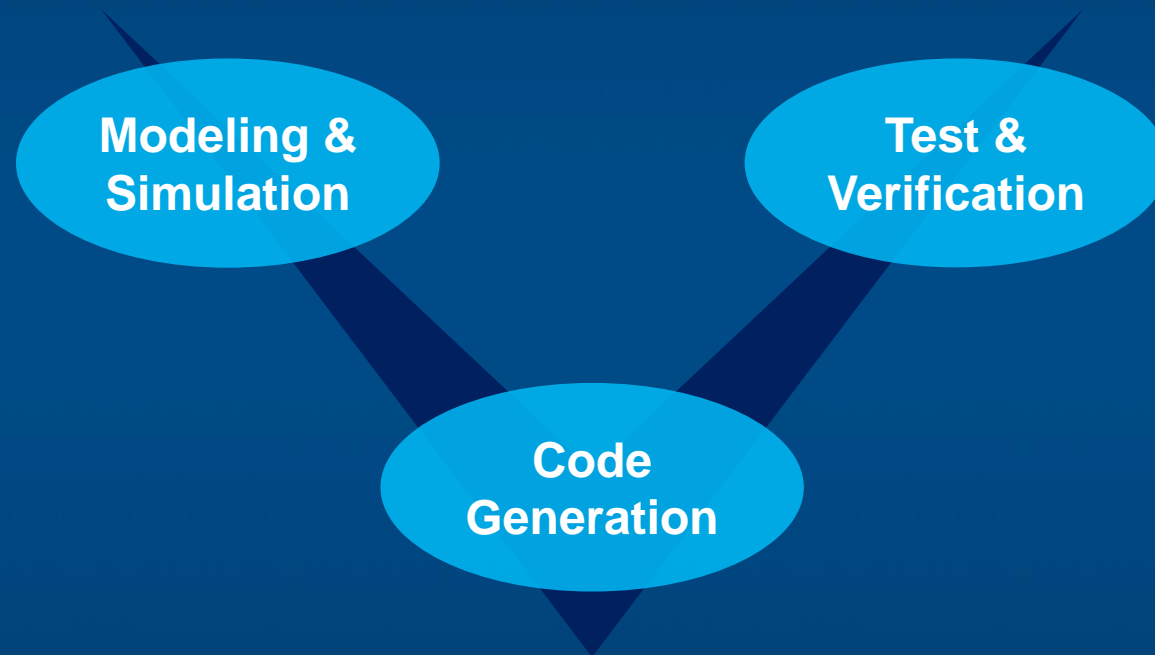 Modeling &
Simulation
Test &
Verification
Code
Generation